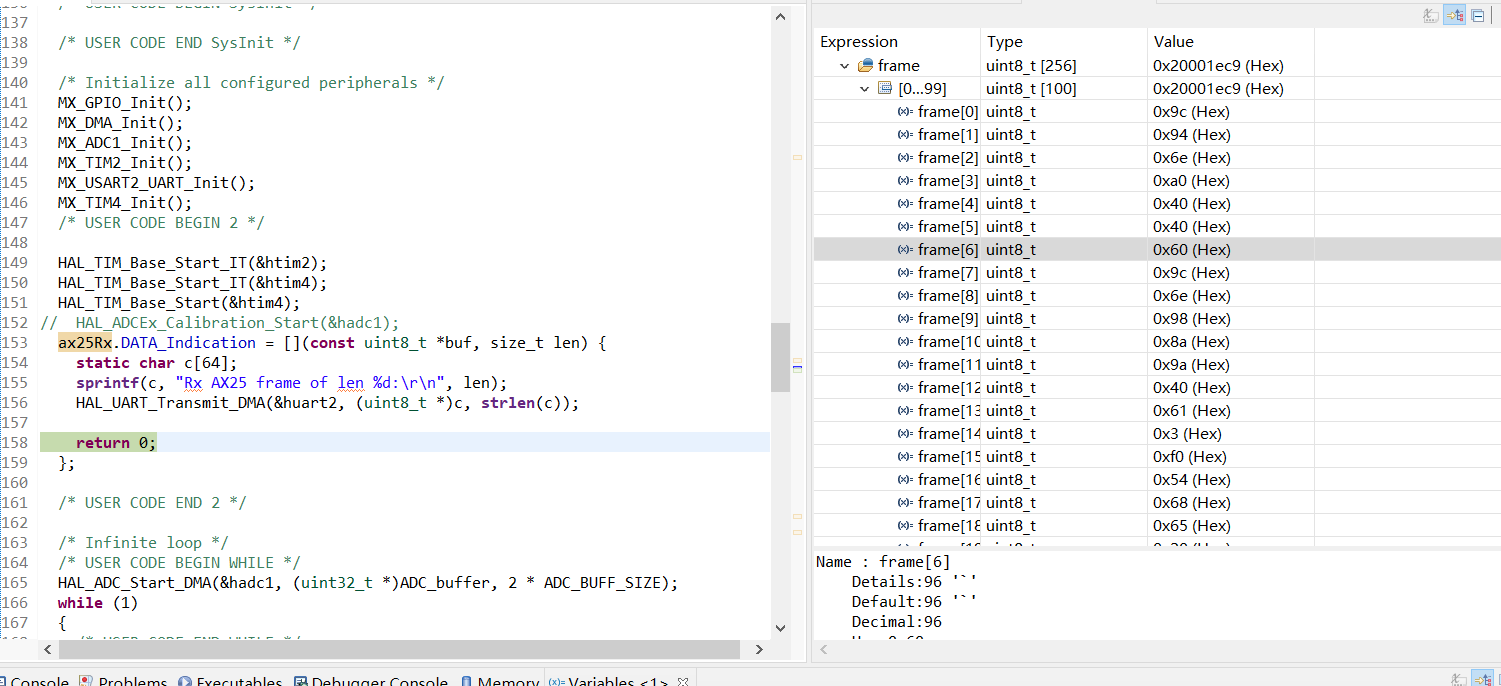 137
138 /* USER CODE END SysInit */
139
140 /* Initialize all configured peripherals */
141 MX_GPIO_Init();
142 MX_DMA_Init();
143 MX_ADC1_Init();
144 MX_TIM2_Init();
145 MX_USART2_UART_Init();
146 MX_TIM4_Init();
147 /* USER CODE BEGIN 2 */
148
149 HAL_TIM_Base_Start_IT(&htim2);
150 HAL_TIM_Base_Start_IT(&htim4);
151 HAL_TIM_Base_Start(&htim4);
152 // HAL_ADCEx_Calibration_Start(&hadc1);
153 ax25Rx.DATA_Indication = [](const uint8_t *buf, size_t len) {
154 static char c[64];
155 sprintf(c, "Rx AX25 frame of len %d:\r\n", len);
156 HAL_UART_Transmit_DMA(&huart2, (uint8_t *)c, strlen(c));
157
158 return 0;
159 };
160
161 /* USER CODE END 2 */
162
163 /* Infinite loop */
164 /* USER CODE BEGIN WHILE */
165 HAL_ADC_Start_DMA(&hadc1, (uint32_t *)ADC_buffer, 2 * ADC_BUFF_SIZE);
166 while (1)
167 {
Expression Type Value
frame uint8_t [256] 0x20001ec9 (Hex)
[0...99] uint8_t [100] 0x20001ec9 (Hex)
(x)= frame[0] uint8_t 0x9c (Hex)
(x)= frame[1] uint8_t 0x94 (Hex)
(x)= frame[2] uint8_t 0x6e (Hex)
(x)= frame[3] uint8_t 0xa0 (Hex)
(x)= frame[4] uint8_t 0x40 (Hex)
(x)= frame[5] uint8_t 0x40 (Hex)
(x)= frame[6] uint8_t 0x60 (Hex)
(x)= frame[7] uint8_t 0x9c (Hex)
(x)= frame[8] uint8_t 0x6e (Hex)
(x)= frame[9] uint8_t 0x98 (Hex)
(x)= frame[10 uint8_t 0x8a (Hex)
(x)= frame[11 uint8_t 0x9a (Hex)
(x)= frame[12 uint8_t 0x40 (Hex)
(x)= frame[13 uint8_t 0x61 (Hex)
(x)= frame[14 uint8_t 0x3 (Hex)
(x)= frame[15 uint8_t 0xf0 (Hex)
(x)= frame[16 uint8_t 0x54 (Hex)
(x)= frame[17 uint8_t 0x68 (Hex)
(x)= frame[18 uint8_t 0x65 (Hex)
Name : frame[6]
Details:96 '`'
Default:96 '`'
Decimal:96
Console Problems Executables Debugger Console Memory (x)= Variables <1>